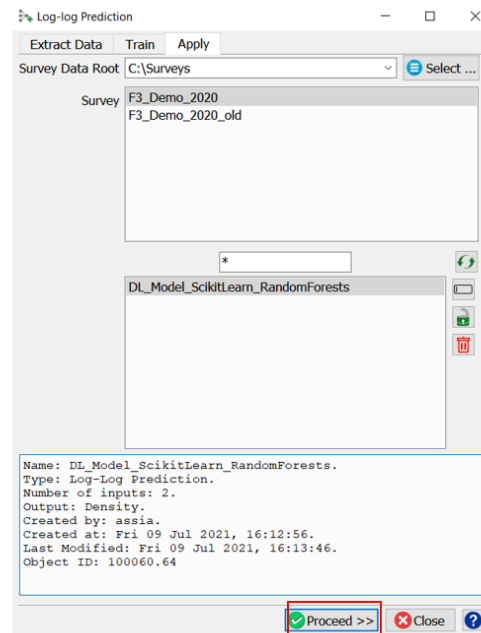 Log-log Prediction
Extract Data Train Apply
Survey Data Root C:\Surveys Select ...
Survey F3_Demo_2020
F3_Demo_2020_old
*
DL_Model_ScikitLearn_RandomForests
Name: DL_Model_ScikitLearn_RandomForests.
Type: Log-Log Prediction.
Number of inputs: 2.
Output: Density.
Created by: assia.
Created at: Fri 09 Jul 2021, 16:12:56.
Last Modified: Fri 09 Jul 2021, 16:13:46.
Object ID: 100060.64
Proceed >> Close ?